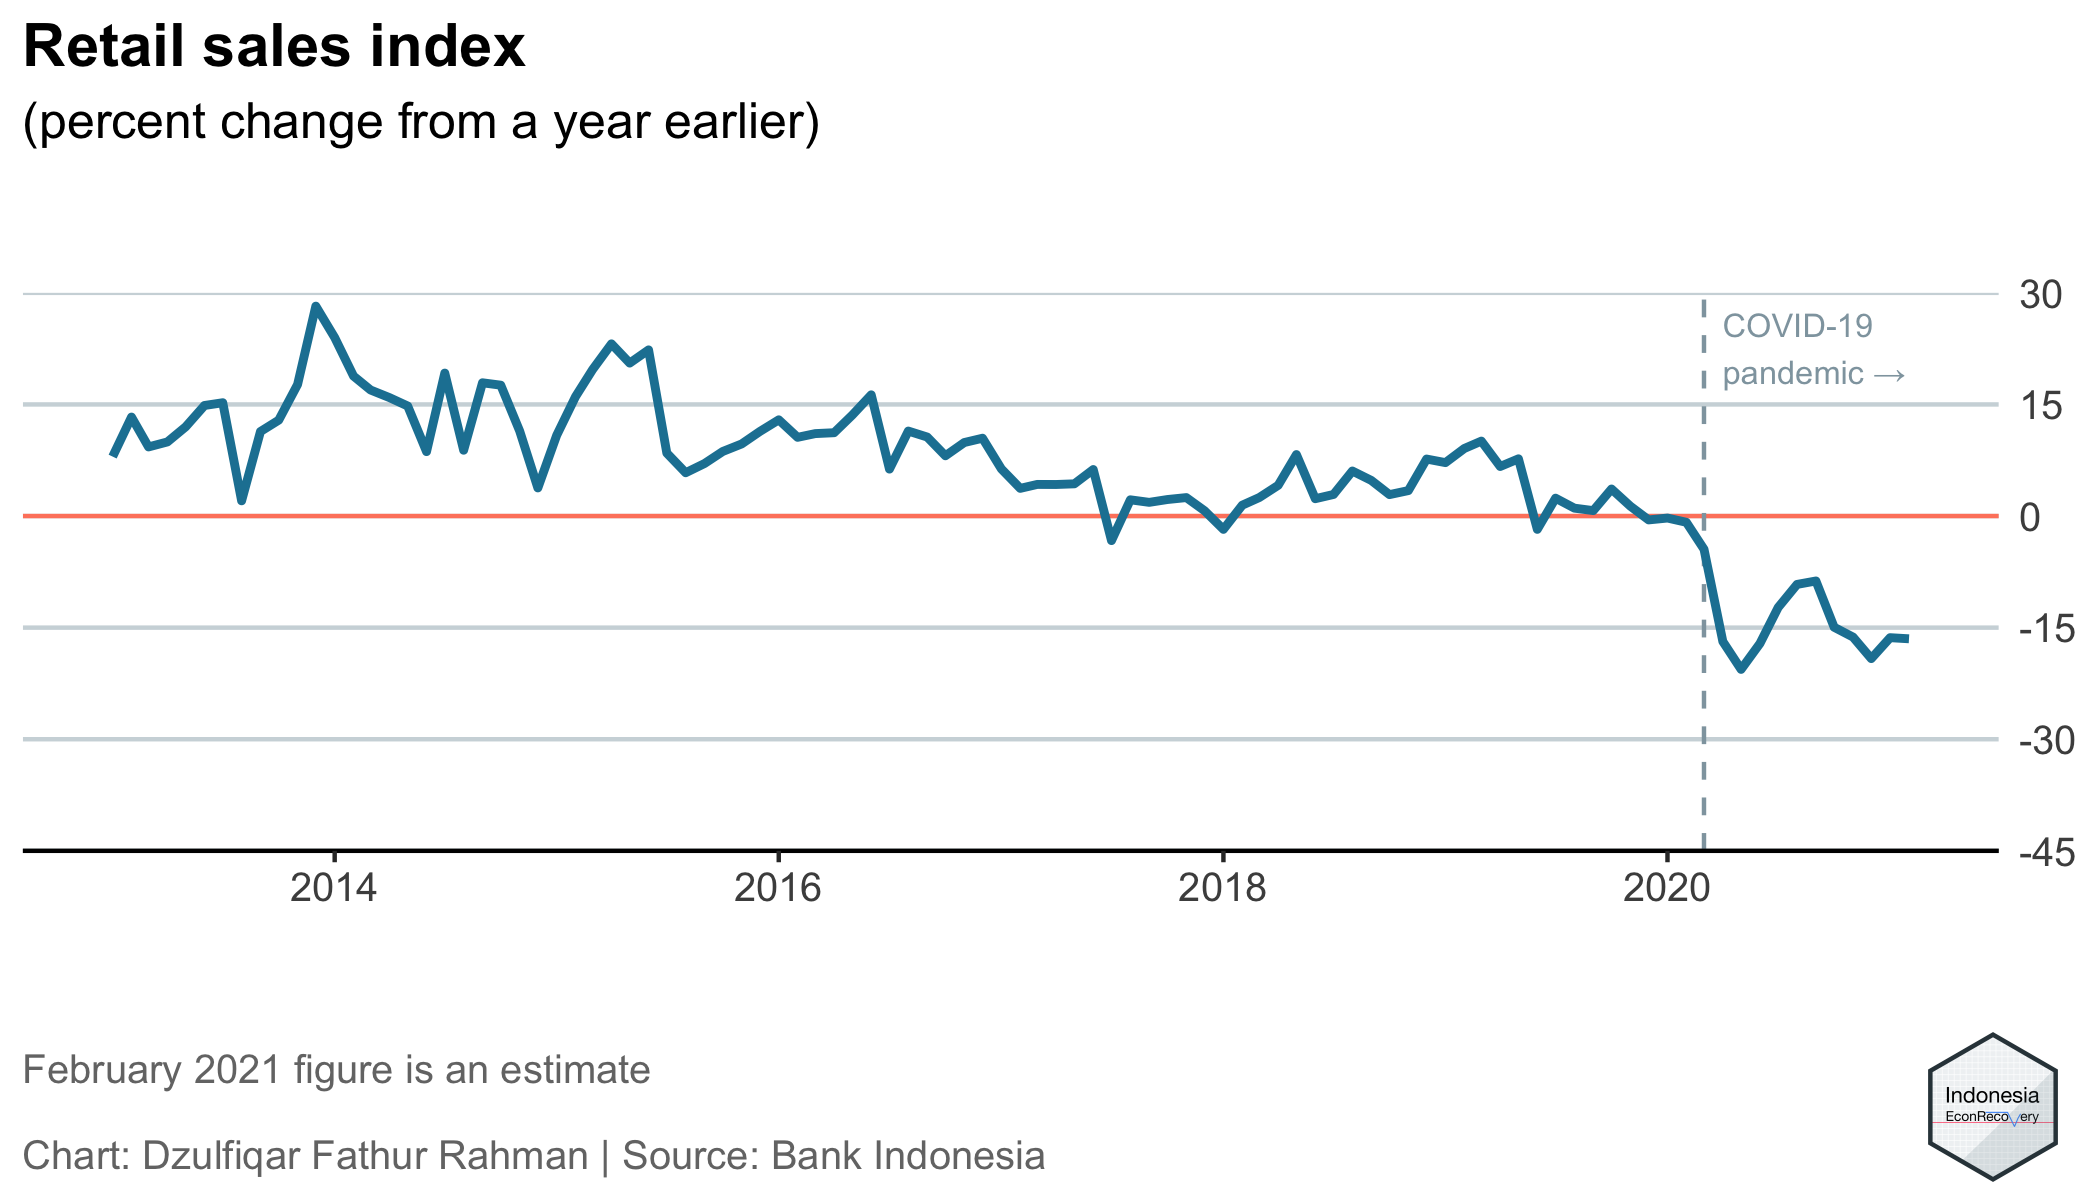 Retail sales index
(percent change from a year earlier)
30
COVID-19
pandemic →
15
0
-15
-30
-45
2014
2016
2018
2020
February 2021 figure is an estimate
Chart: Dzulfiqar Fathur Rahman | Source: Bank Indonesia
Indonesia
EconRecovery